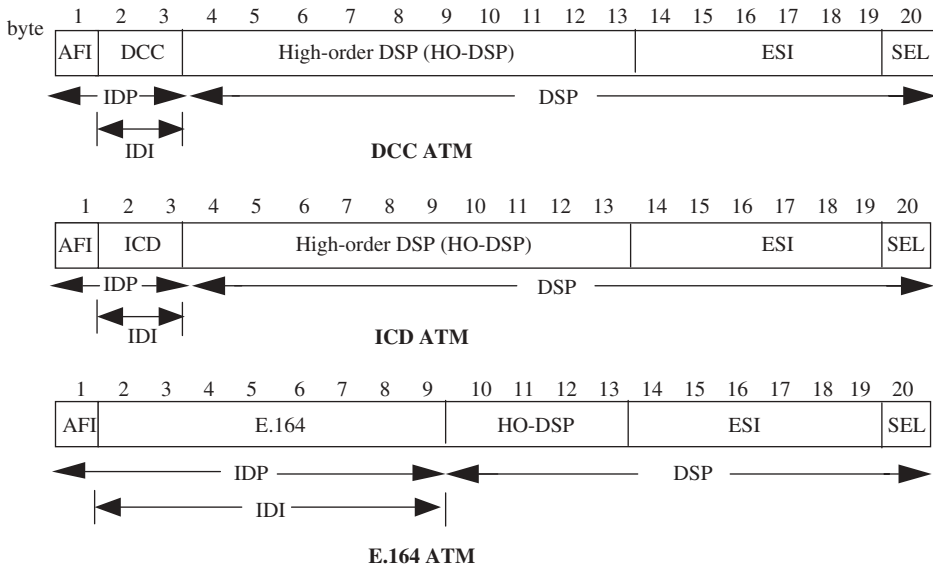 byte 1 2 3 4 5 6 7 8 9 10 11 12 13 14 15 16 17 18 19 20
AFI DCC High-order DSP (HO-DSP) ESI SEL
IDP DSP
IDI
DCC ATM
1 2 3 4 5 6 7 8 9 10 11 12 13 14 15 16 17 18 19 20
AFI ICD High-order DSP (HO-DSP) ESI SEL
IDP DSP
IDI
ICD ATM
1 2 3 4 5 6 7 8 9 10 11 12 13 14 15 16 17 18 19 20
AFI E.164 HO-DSP ESI SEL
IDP DSP
IDI
E.164 ATM